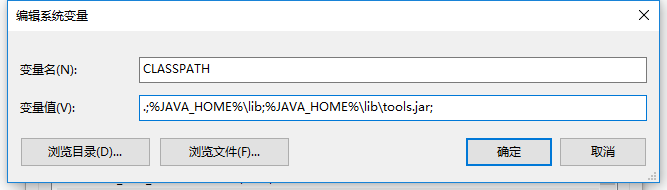 编辑系统变量
变量名(N):
CLASSPATH
变量值(V):
.;%JAVA_HOME%\lib;%JAVA_HOME%\lib\tools.jar;
浏览目录(D)... 浏览文件(F)... 确定 取消